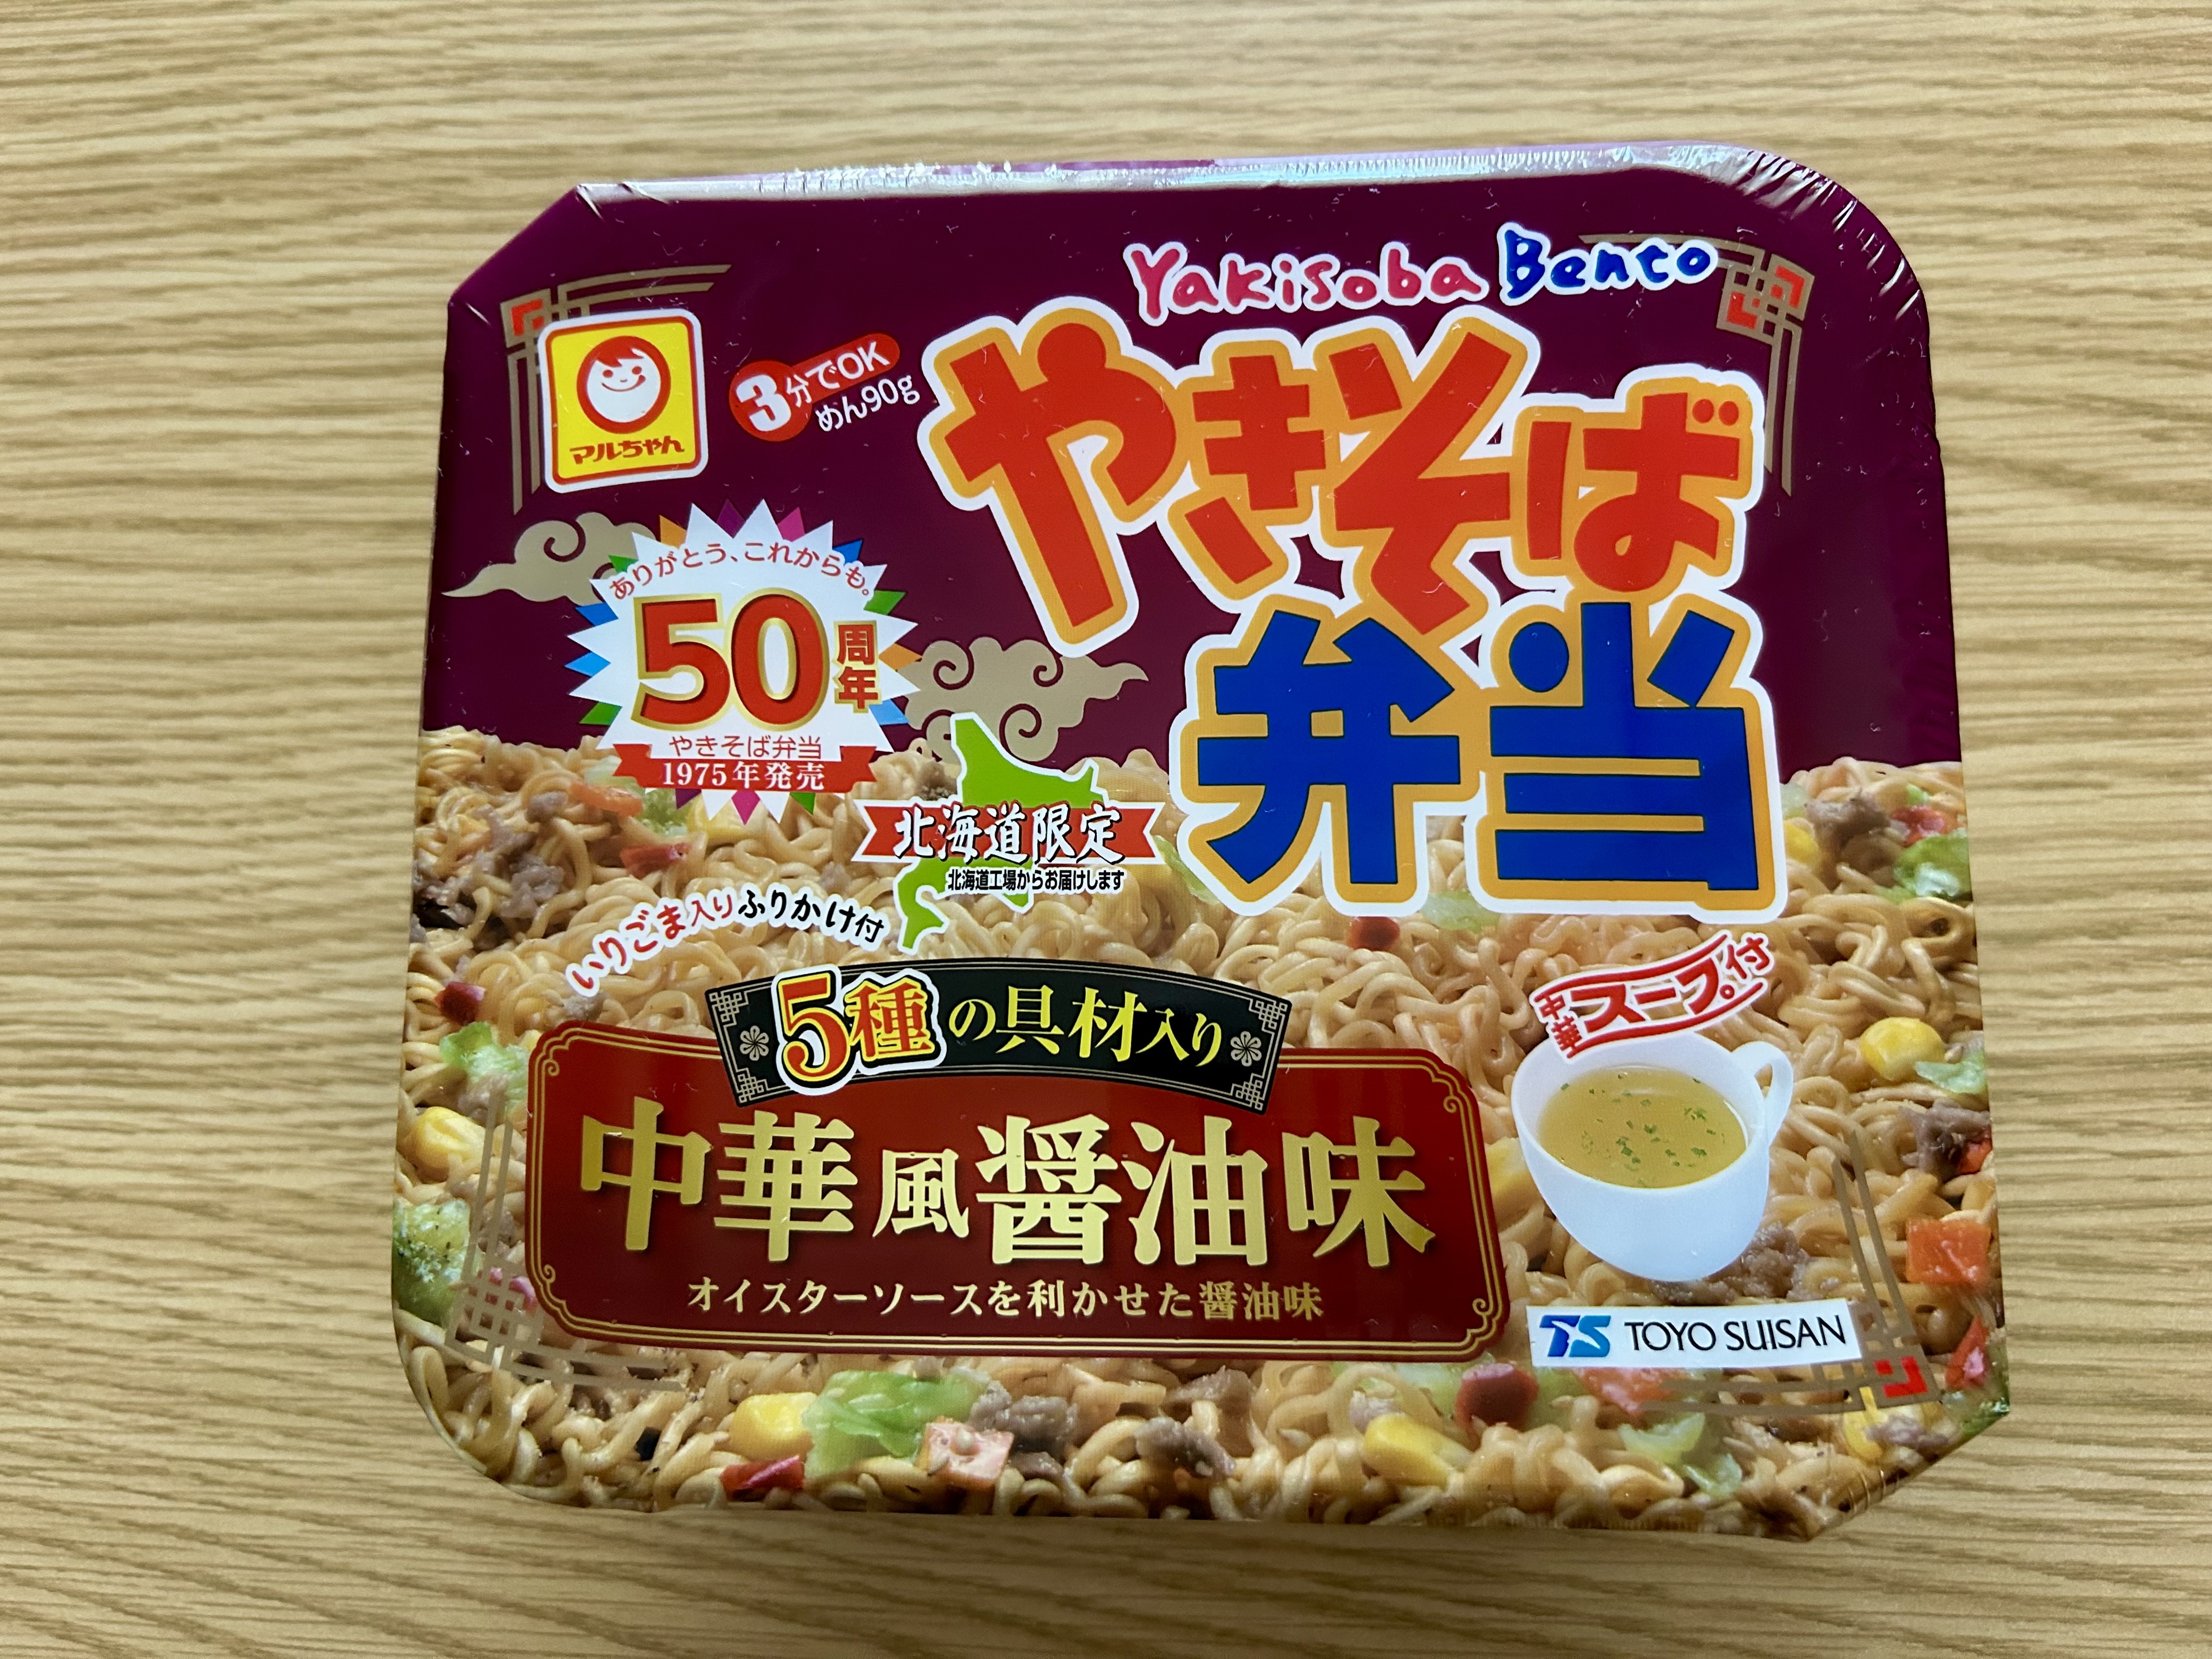 Yakisoba Bento
マルちゃん
3分でOK
めん90g
やきそば
弁当
ありがとう、これからも。
50周年
やきそば弁当
1975年発売
北海道限定
北海道工場からお届けします
いりごま入りふりかけ付
5種の具材入り
中華風醤油味
オイスターソースを利かせた醤油味
中華スープ付
TS TOYO SUISAN